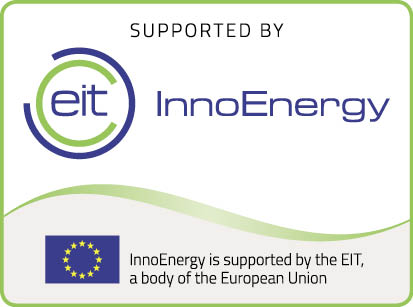 SUPPORTED BY
eit InnoEnergy
InnoEnergy is supported by the EIT,
a body of the European Union